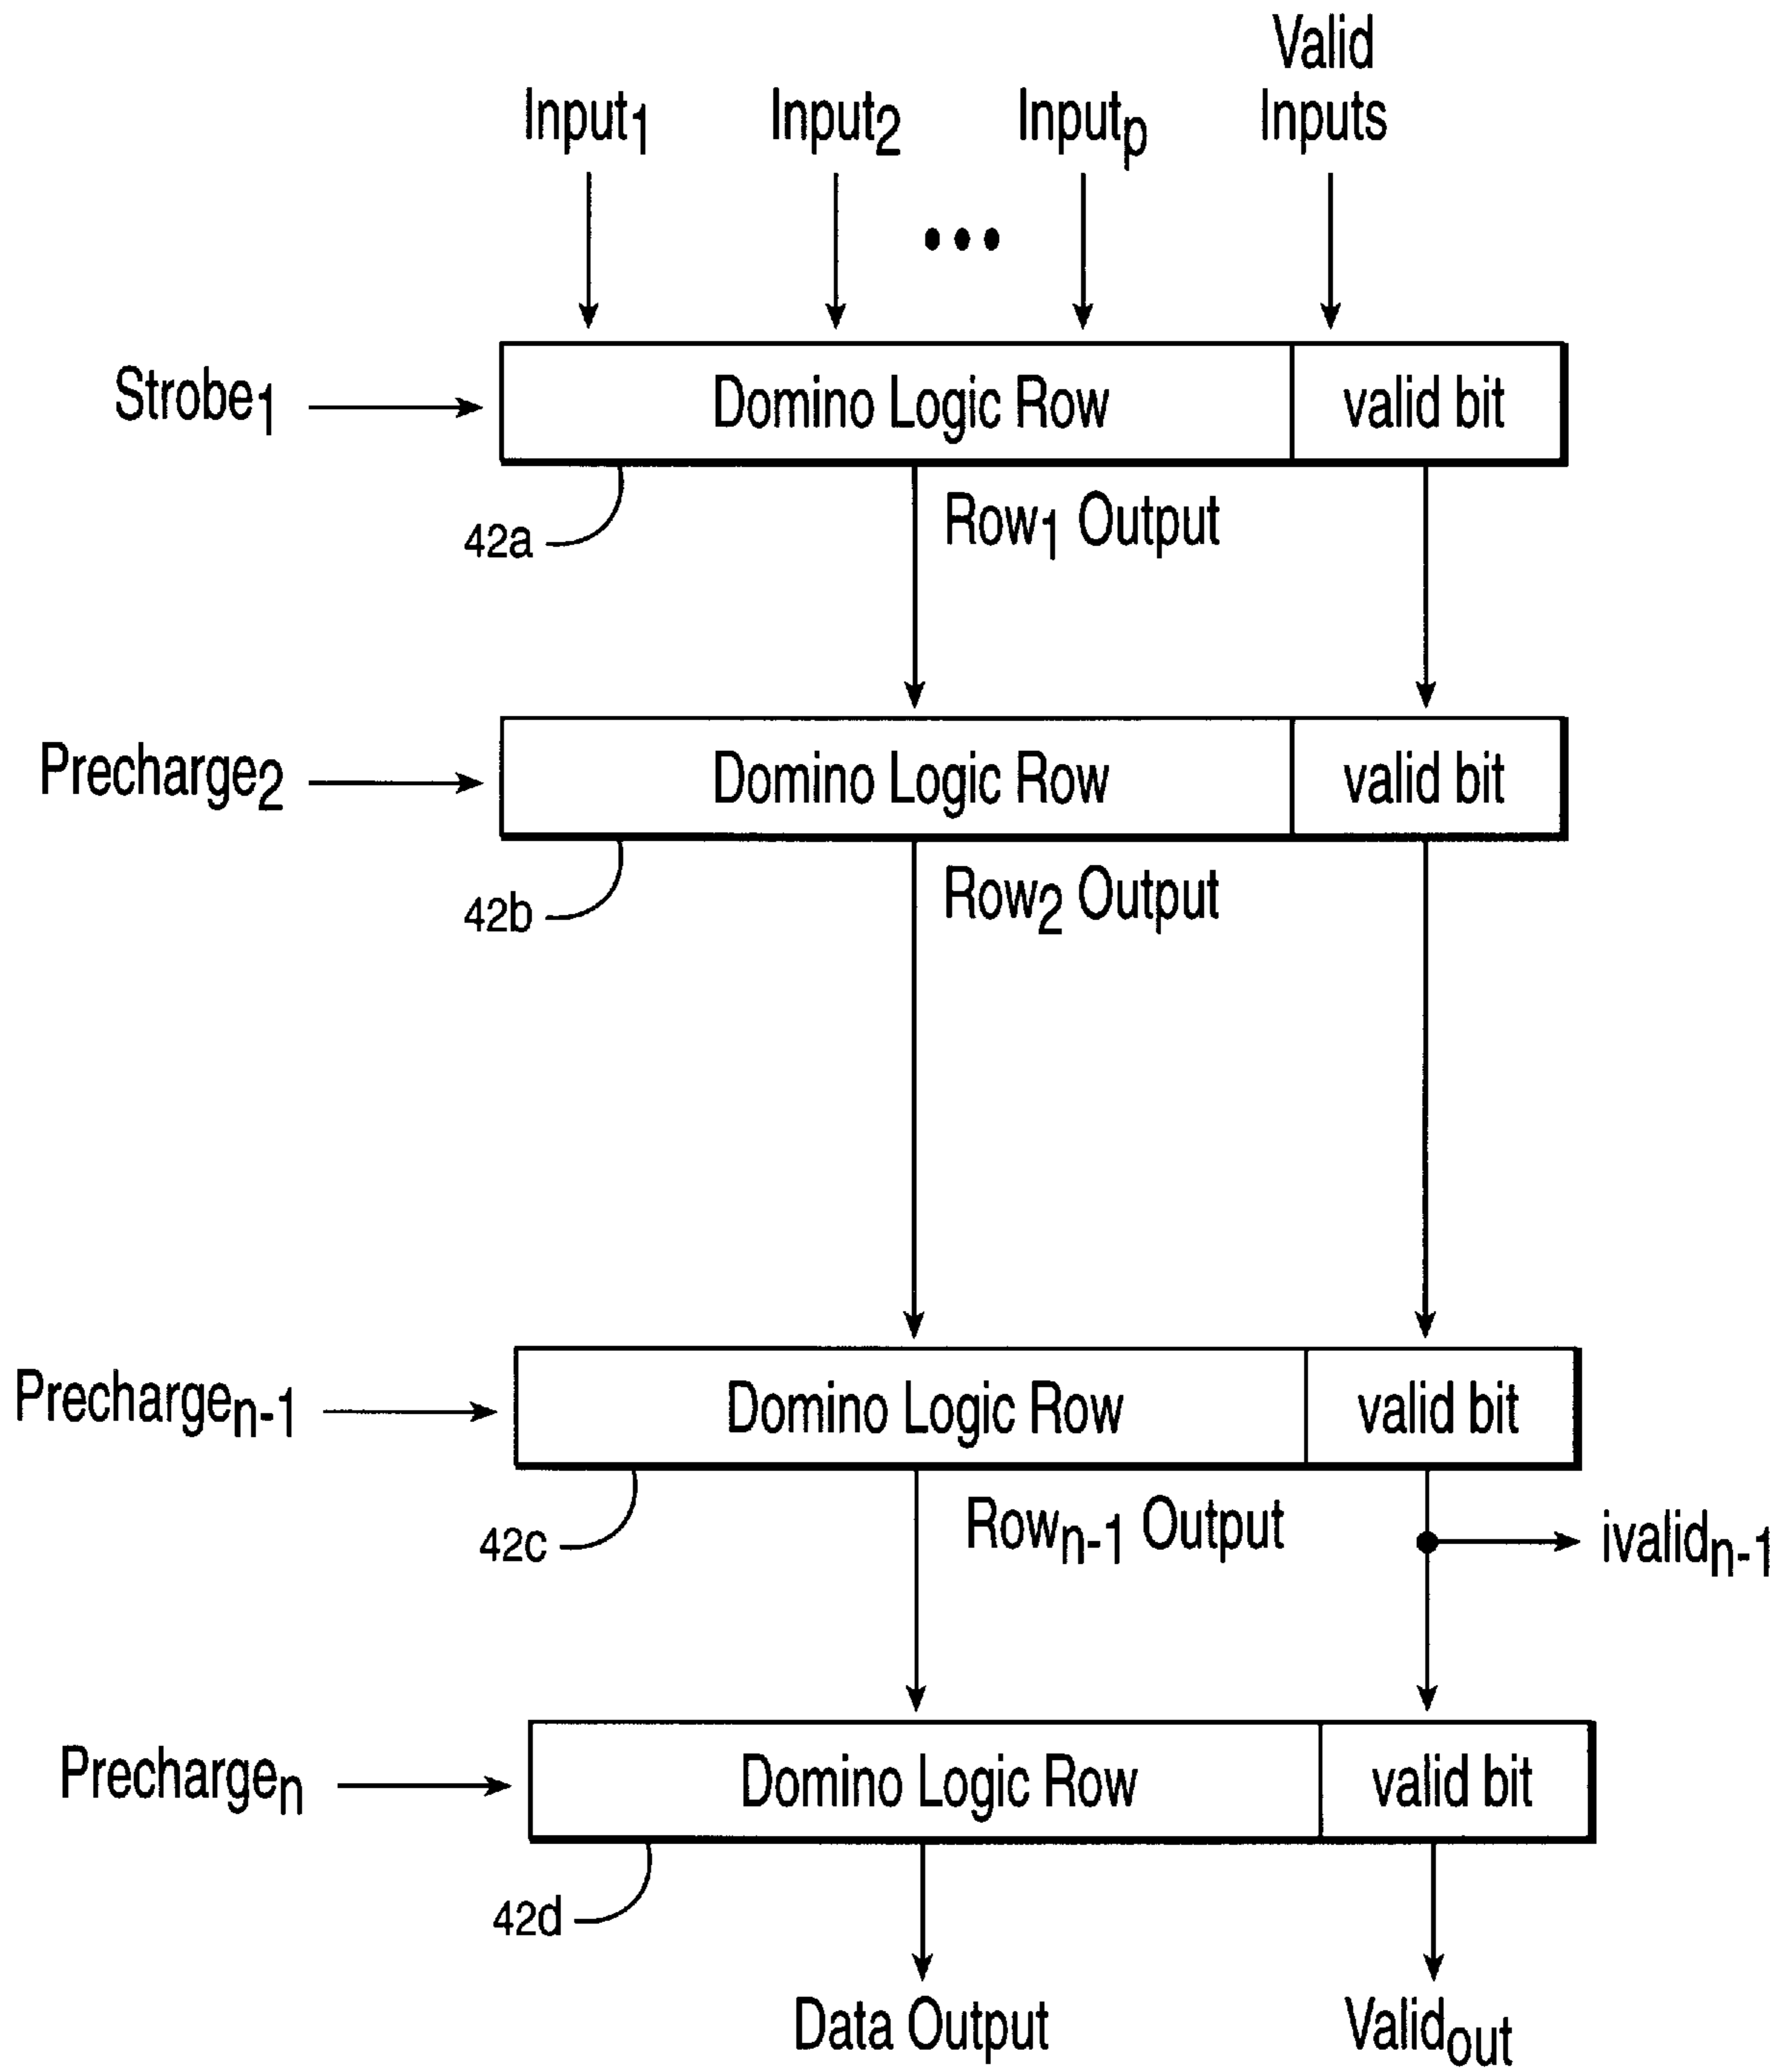 Valid
Input1 Input2 Inputp Inputs
Strobe1 Domino Logic Row valid bit
42a Row1 Output
Precharge2 Domino Logic Row valid bit
42b Row2 Output
Prechargen-1 Domino Logic Row valid bit
42c Rown-1 Output ivalidn-1
Prechargen Domino Logic Row valid bit
42d
Data Output Validout